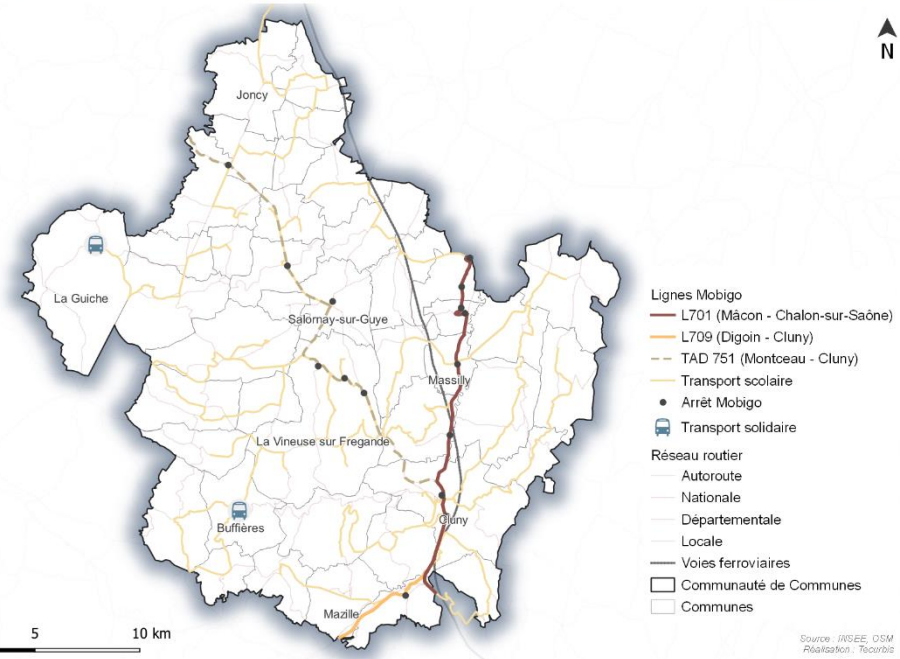 N
Joncy
La Guiche
Salornay-sur-Guye
Massilly
La Vineuse sur Fregande
Buffières
Cluny
Mazille
5
10 km
Lignes Mobigo
L701 (Mâcon - Chalon-sur-Saône)
L709 (Digoin - Cluny)
TAD 751 (Montceau - Cluny)
Transport scolaire
Arrêt Mobigo
Transport solidaire
Réseau routier
Autoroute
Nationale
Départementale
Locale
Voies ferroviaires
Communauté de Communes
Communes
Source : INSEE, OSM
Réalisation : Tecurbis